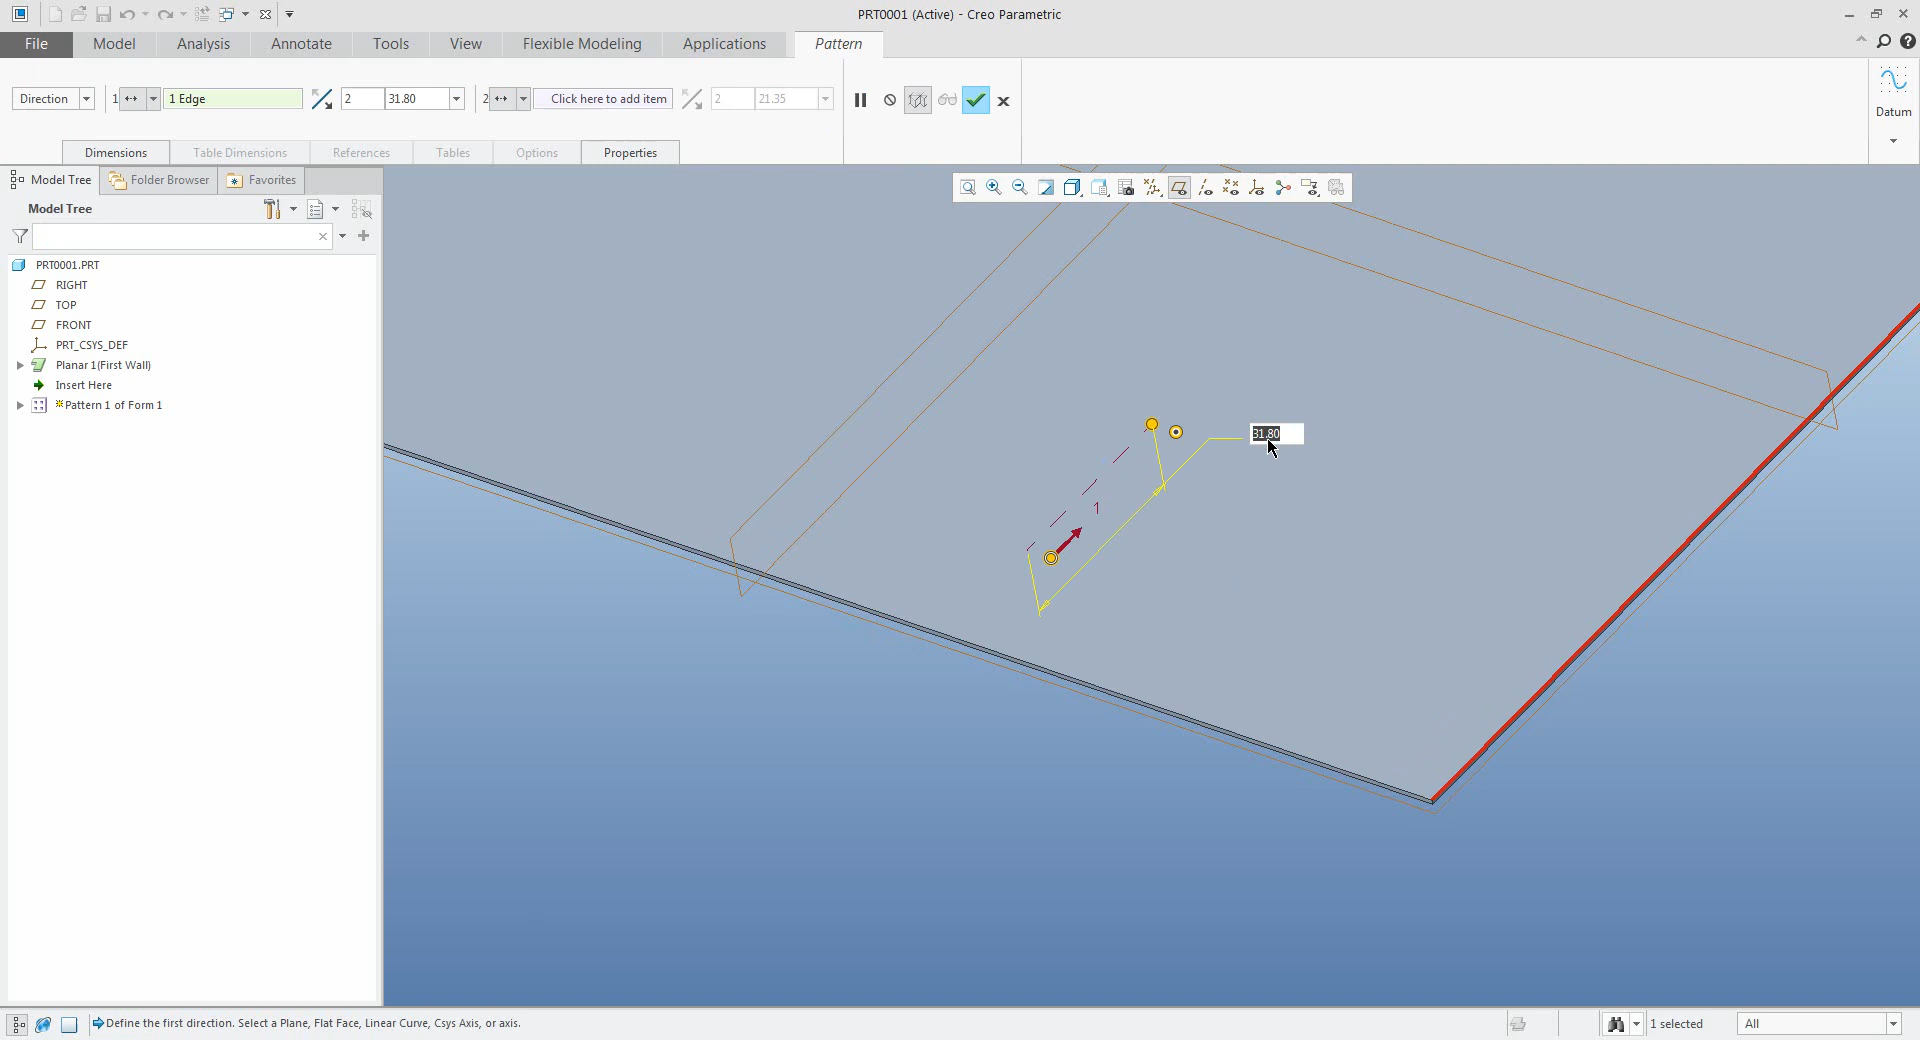 PRT0001 (Active) - Creo Parametric
File Model Analysis Annotate Tools View Flexible Modeling Applications Pattern
Direction 1 1 Edge 2 31.80 2 Click here to add item 2 21.35
Datum
Dimensions Table Dimensions References Tables Options Properties
Model Tree Folder Browser Favorites
Model Tree
PRT0001.PRT
RIGHT
TOP
FRONT
PRT_CSYS_DEF
Planar 1(First Wall)
Insert Here
Pattern 1 of Form 1
31.80
1
Define the first direction. Select a Plane, Flat Face, Linear Curve, Csys Axis, or axis.
1 selected All